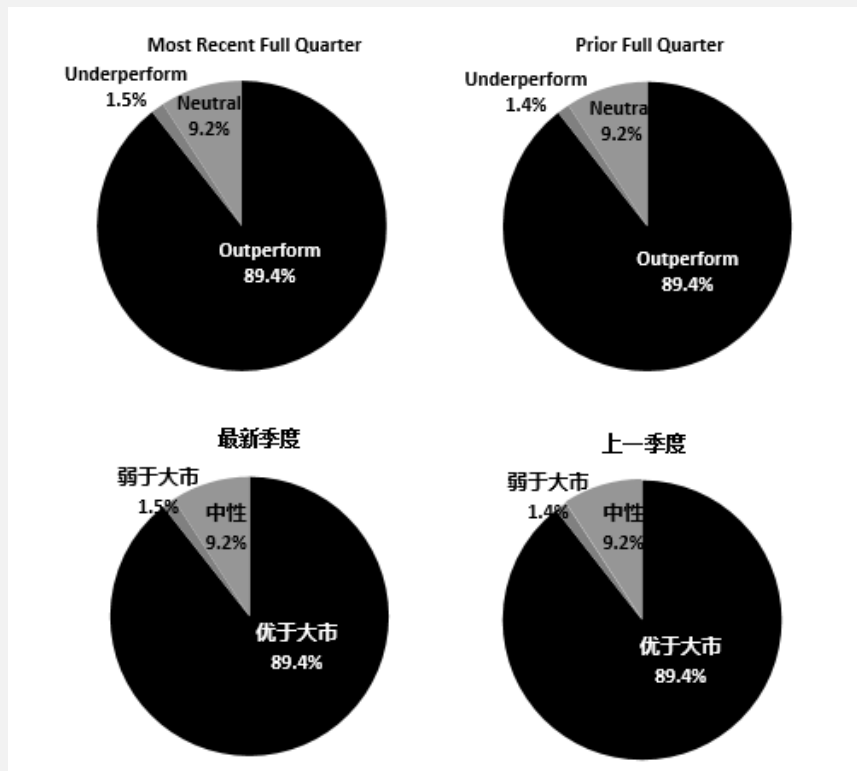 Most Recent Full Quarter
Prior Full Quarter
Underperform
1.5%
Neutral
9.2%
Outperform
89.4%
Underperform
1.4%
Neutra
9.2%
Outperform
89.4%
最新季度
上一季度
弱于大市
1.5%
中性
9.2%
优于大市
89.4%
弱于大市
1.4%
中性
9.2%
优于大市
89.4%